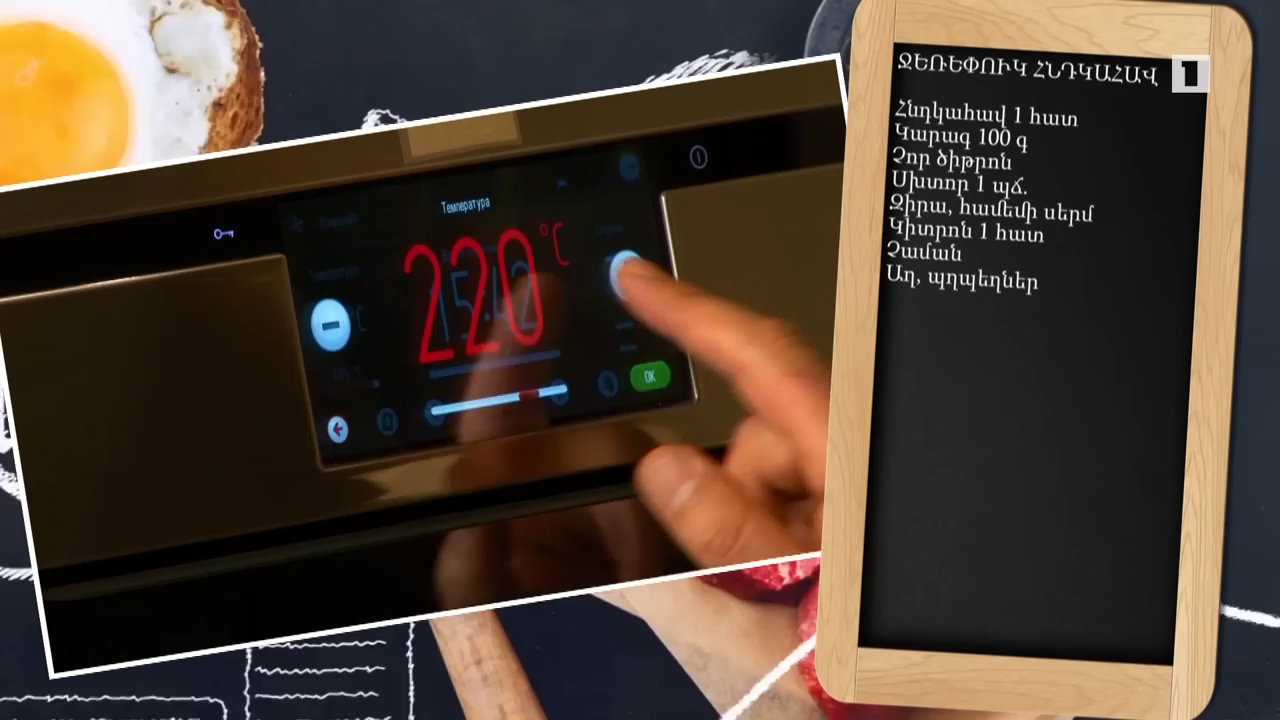 Температура
220°C
15:42
OK
ՋԵՌԵՓՈՒԿ ՀՆԴԿԱՀԱՎ
1
Հնդկահավ 1 հատ
Կարագ 100 գ
Չոր ծիթրոն
Սխտոր 1 պճ.
Զիրա, համեմի սերմ
Կիտրոն 1 հատ
Չաման
Աղ, պղպեղներ